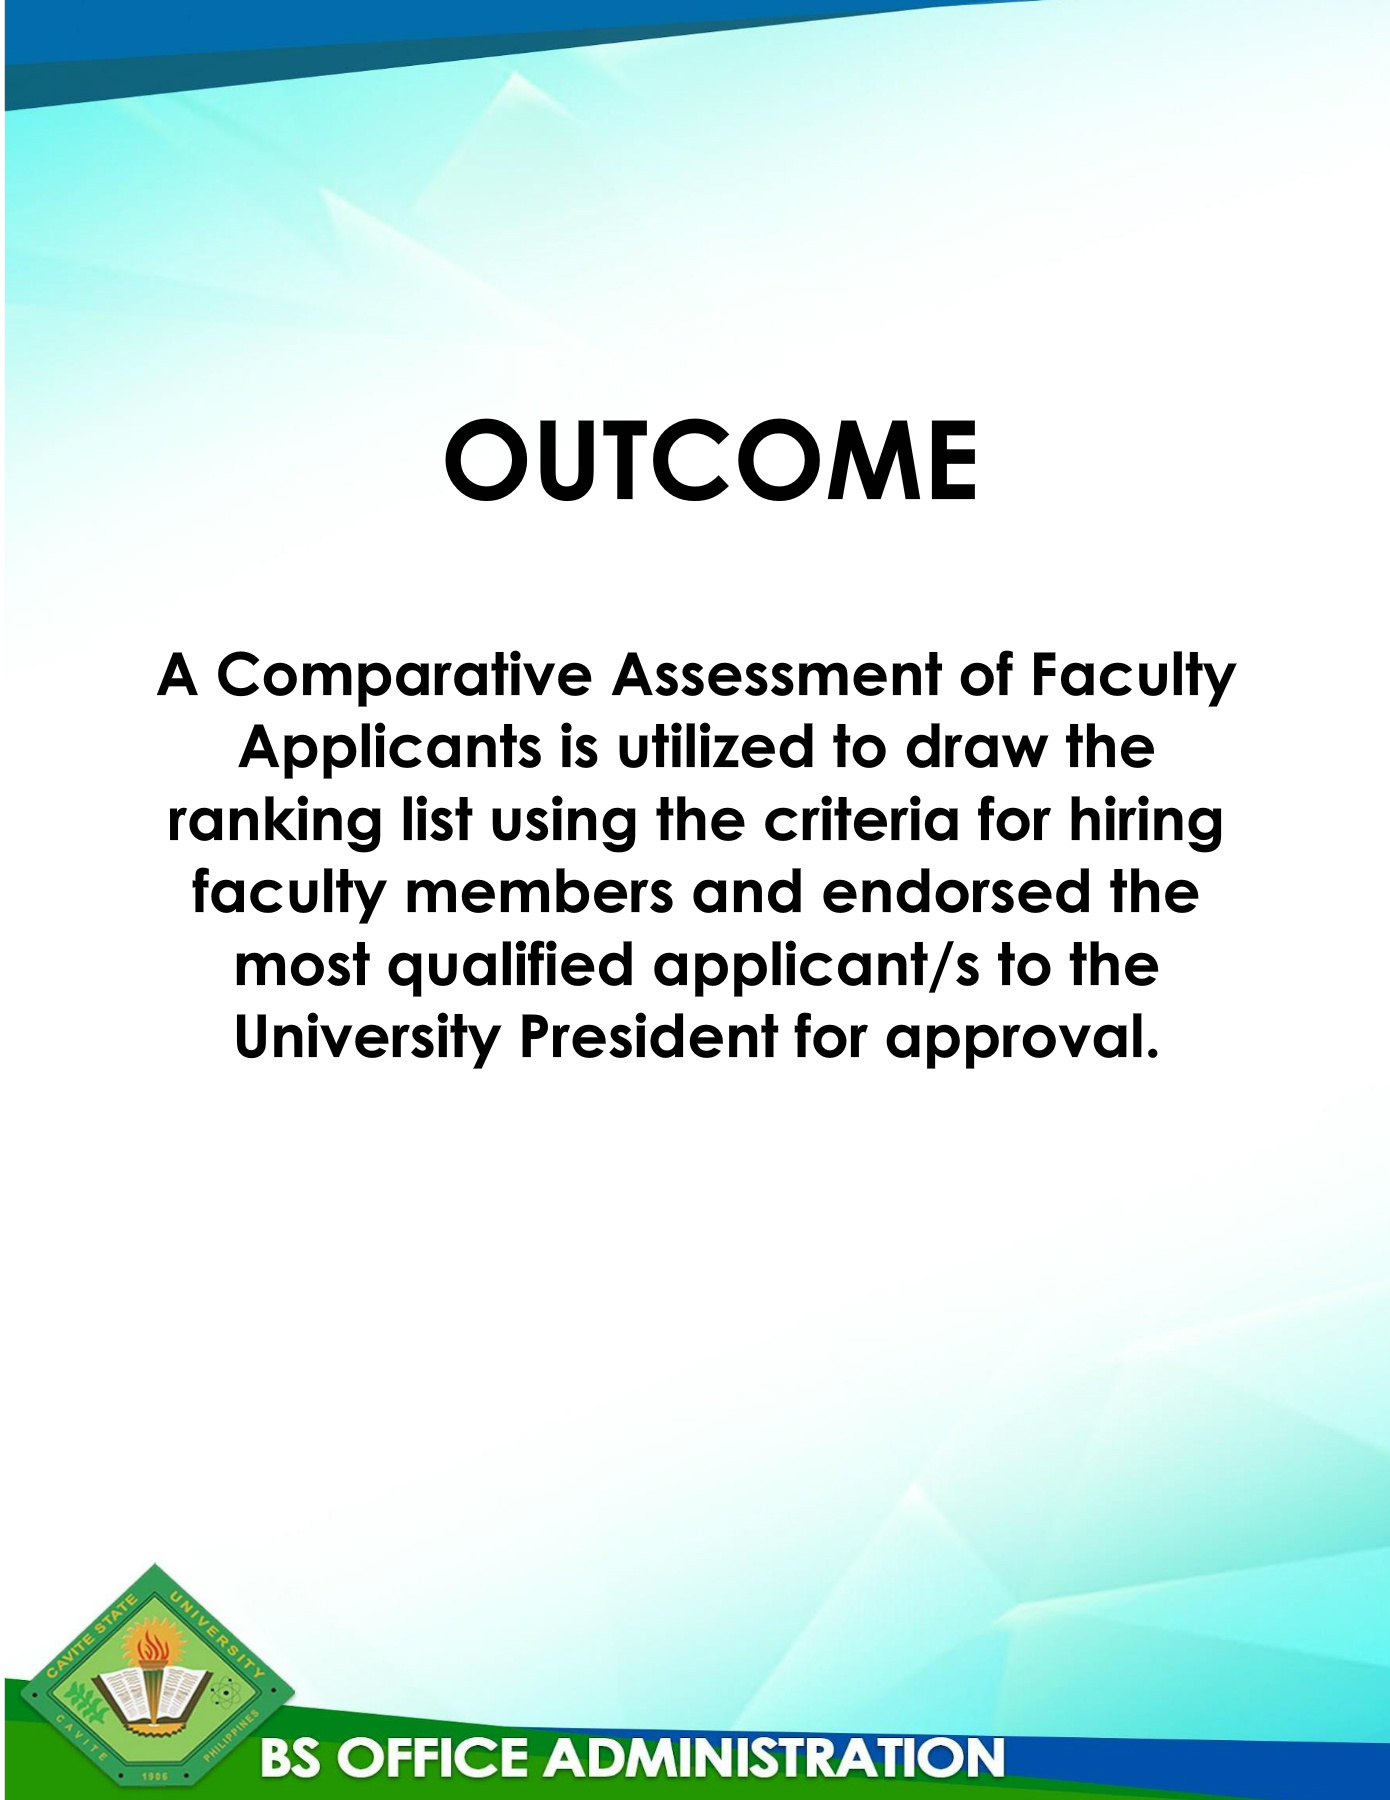 OUTCOME
A Comparative Assessment of Faculty
Applicants is utilized to draw the
ranking list using the criteria for hiring
faculty members and endorsed the
most qualified applicant/s to the
University President for approval.
CAVITE STATE UNIVERSITY
CAVITE
PHILIPPINES
1906
BS OFFICE ADMINISTRATION